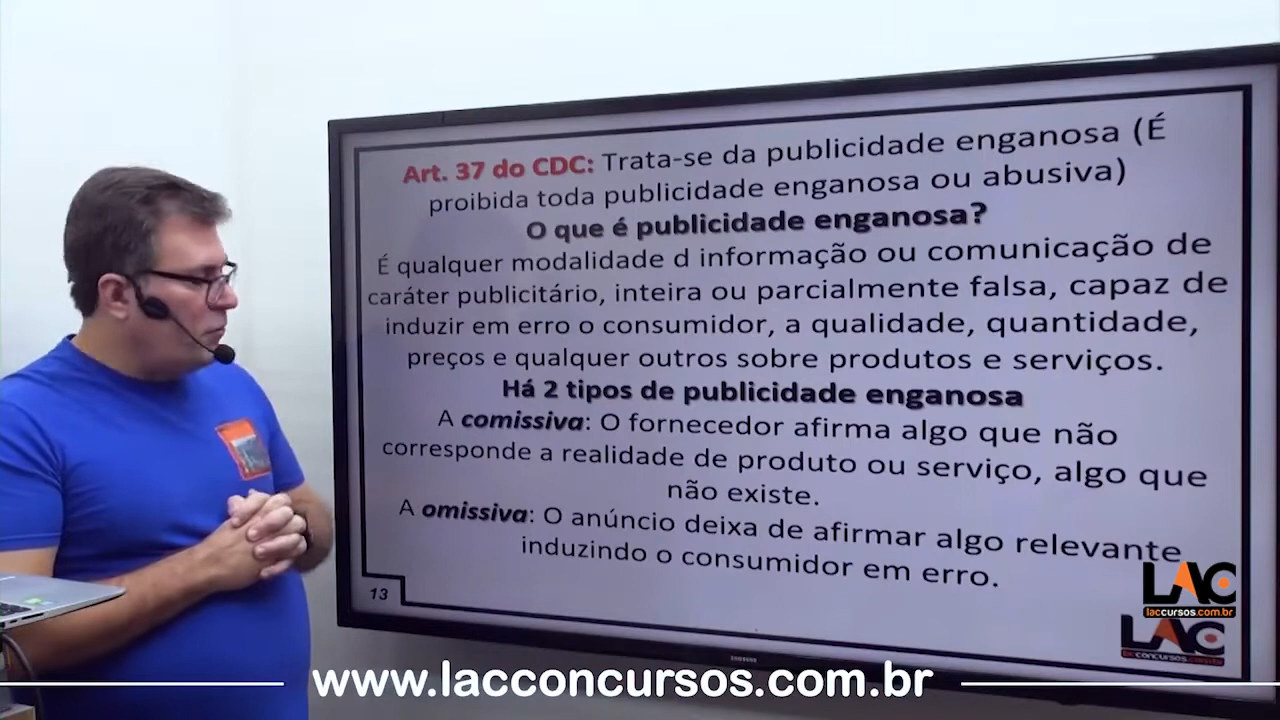 Art. 37 do CDC: Trata-se da publicidade enganosa (É
proibida toda publicidade enganosa ou abusiva)
O que é publicidade enganosa?
É qualquer modalidade d informação ou comunicação de
caráter publicitário, inteira ou parcialmente falsa, capaz de
induzir em erro o consumidor, a qualidade, quantidade,
preços e qualquer outros sobre produtos e serviços.
Há 2 tipos de publicidade enganosa
A comissiva: O fornecedor afirma algo que não
corresponde a realidade de produto ou serviço, algo que
não existe.
A omissiva: O anúncio deixa de afirmar algo relevante
induzindo o consumidor em erro.
13
LAC
laccursos.com.br
LAC
lacconcursos.com.br
SAMSUNG
www.lacconcursos.com.br